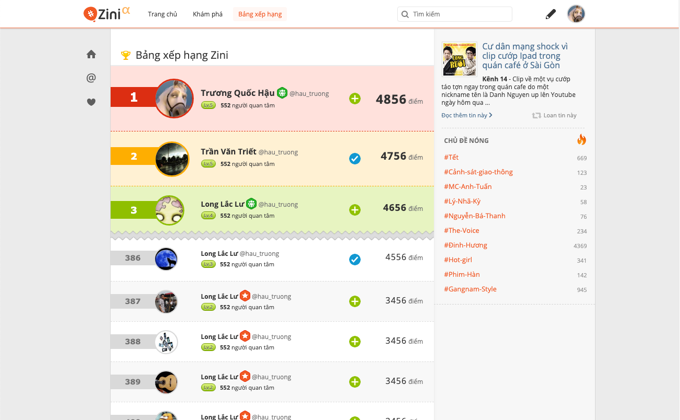 Zini α
Trang chủ
Khám phá
Bảng xếp hạng
Tìm kiếm
Bảng xếp hạng Zini
1
Trương Quốc Hậu @hau_truong
552 người quan tâm
4856 điểm
2
Trần Văn Triết @hau_truong
552 người quan tâm
4756 điểm
3
Long Lắc Lư @hau_truong
552 người quan tâm
4656 điểm
386
Long Lắc Lư @hau_truong
552 người quan tâm
4556 điểm
387
Long Lắc Lư @hau_truong
552 người quan tâm
3456 điểm
388
Long Lắc Lư @hau_truong
552 người quan tâm
3456 điểm
389
Long Lắc Lư @hau_truong
552 người quan tâm
3456 điểm
Long Lắc Lư @hau_truong
Cư dân mạng shock vì
clip cướp Ipad trong
quán café ở Sài Gòn
Kênh 14 - Clip về một vụ cướp
táo tợn ngay trong quán cafe do một
nickname tên là Danh Nguyen up lên Youtube
ngày hôm qua ...
Đọc thêm tin này
Loan tin này
CHỦ ĐỀ NÓNG
#Tết 669
#Cảnh-sát-giao-thông 123
#MC-Anh-Tuấn 23
#Lý-Nhã-Kỳ 58
#Nguyễn-Bá-Thanh 76
#The-Voice 234
#Đinh-Hương 4369
#Hot-girl 341
#Phim-Hàn 142
#Gangnam-Style 945